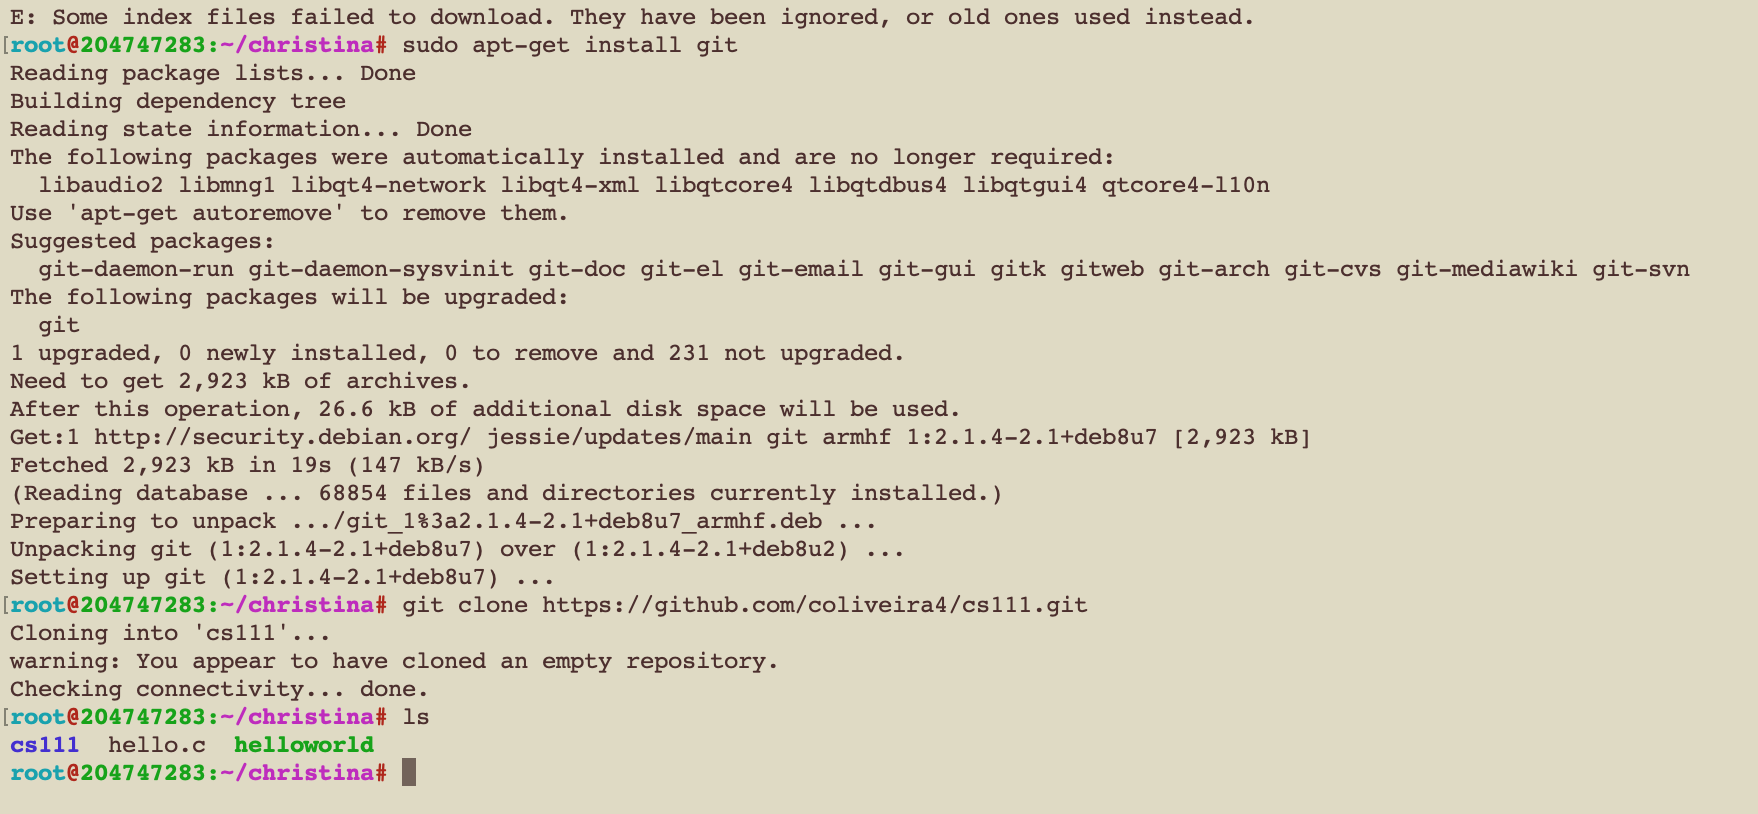 E: Some index files failed to download. They have been ignored, or old ones used instead.
[root@204747283:~/christina# sudo apt-get install git
Reading package lists... Done
Building dependency tree
Reading state information... Done
The following packages were automatically installed and are no longer required:
  libaudio2 libmng1 libqt4-network libqt4-xml libqtcore4 libqtdbus4 libqtgui4 qtcore4-l10n
Use 'apt-get autoremove' to remove them.
Suggested packages:
  git-daemon-run git-daemon-sysvinit git-doc git-el git-email git-gui gitk gitweb git-arch git-cvs git-mediawiki git-svn
The following packages will be upgraded:
  git
1 upgraded, 0 newly installed, 0 to remove and 231 not upgraded.
Need to get 2,923 kB of archives.
After this operation, 26.6 kB of additional disk space will be used.
Get:1 http://security.debian.org/ jessie/updates/main git armhf 1:2.1.4-2.1+deb8u7 [2,923 kB]
Fetched 2,923 kB in 19s (147 kB/s)
(Reading database ... 68854 files and directories currently installed.)
Preparing to unpack .../git_1%3a2.1.4-2.1+deb8u7_armhf.deb ...
Unpacking git (1:2.1.4-2.1+deb8u7) over (1:2.1.4-2.1+deb8u2) ...
Setting up git (1:2.1.4-2.1+deb8u7) ...
[root@204747283:~/christina# git clone https://github.com/coliveira4/cs111.git
Cloning into 'cs111'...
warning: You appear to have cloned an empty repository.
Checking connectivity... done.
[root@204747283:~/christina# ls
cs111  hello.c  helloworld
root@204747283:~/christina#